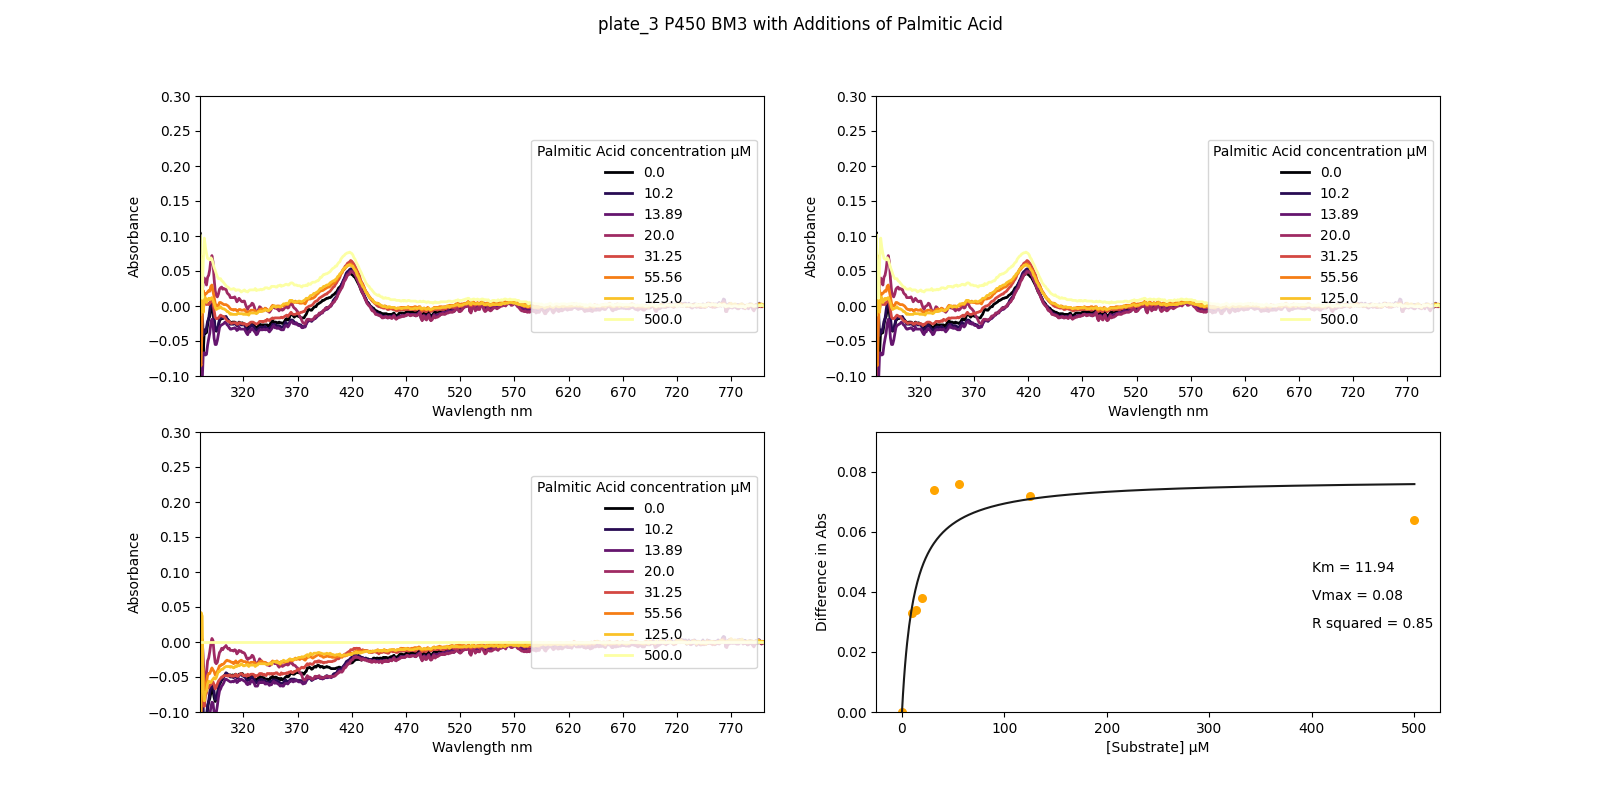 plate_3 P450 BM3 with Additions of Palmitic Acid
0.30
0.25
0.20
0.15
0.10
0.05
0.00
−0.05
−0.10
Absorbance
Palmitic Acid concentration µM
0.0
10.2
13.89
20.0
31.25
55.56
125.0
500.0
320 370 420 470 520 570 620 670 720 770
Wavlength nm
0.30
0.25
0.20
0.15
0.10
0.05
0.00
−0.05
−0.10
Absorbance
Palmitic Acid concentration µM
0.0
10.2
13.89
20.0
31.25
55.56
125.0
500.0
320 370 420 470 520 570 620 670 720 770
Wavlength nm
0.30
0.25
0.20
0.15
0.10
0.05
0.00
−0.05
−0.10
Absorbance
Palmitic Acid concentration µM
0.0
10.2
13.89
20.0
31.25
55.56
125.0
500.0
320 370 420 470 520 570 620 670 720 770
Wavlength nm
0.08
0.06
0.04
0.02
0.00
Difference in Abs
Km = 11.94
Vmax = 0.08
R squared = 0.85
0 100 200 300 400 500
[Substrate] µM